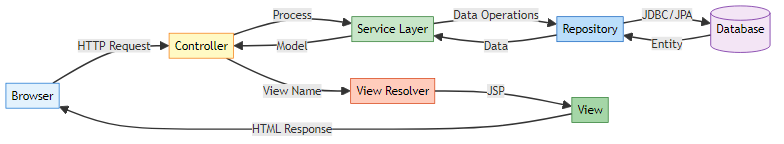 Process
Data Operations
JDBC/JPA
HTTP Request
Controller
Service Layer
Repository
Database
Model
Data
Entity
Browser
View Name
View Resolver
JSP
View
HTML Response